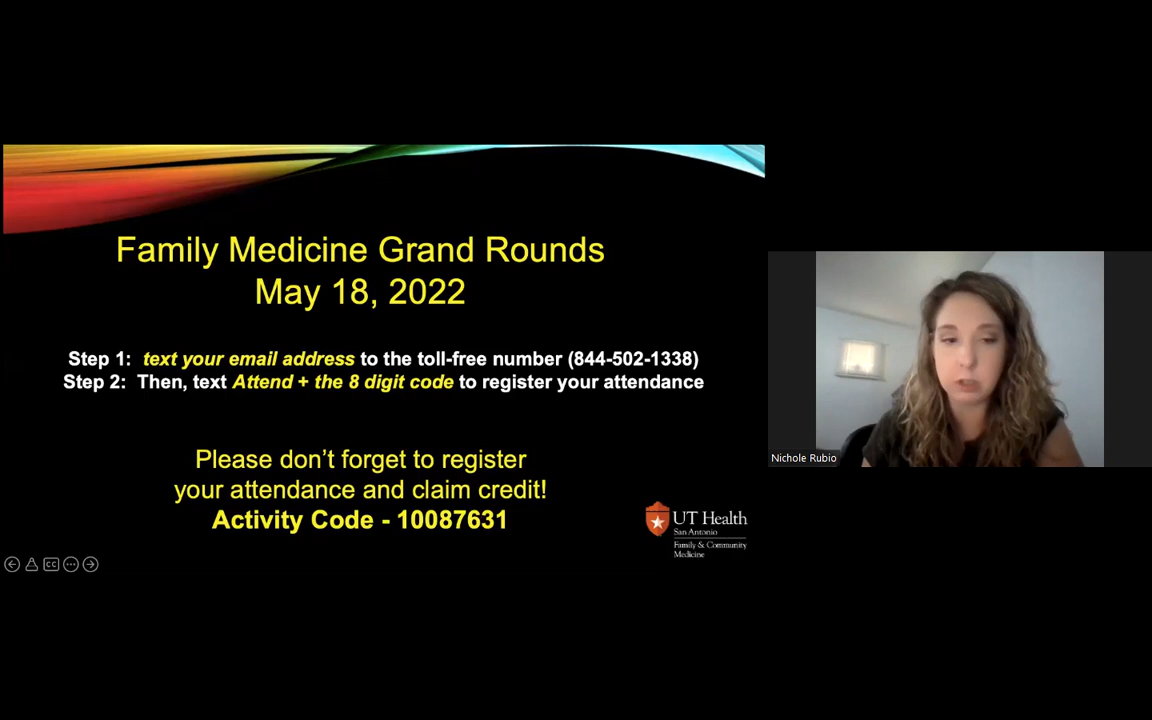 Family Medicine Grand Rounds
May 18, 2022
Step 1: text your email address to the toll-free number (844-502-1338)
Step 2: Then, text Attend + the 8 digit code to register your attendance
Please don’t forget to register
your attendance and claim credit!
Activity Code - 10087631
UT Health
San Antonio
Family & Community
Medicine
CC
Nichole Rubio